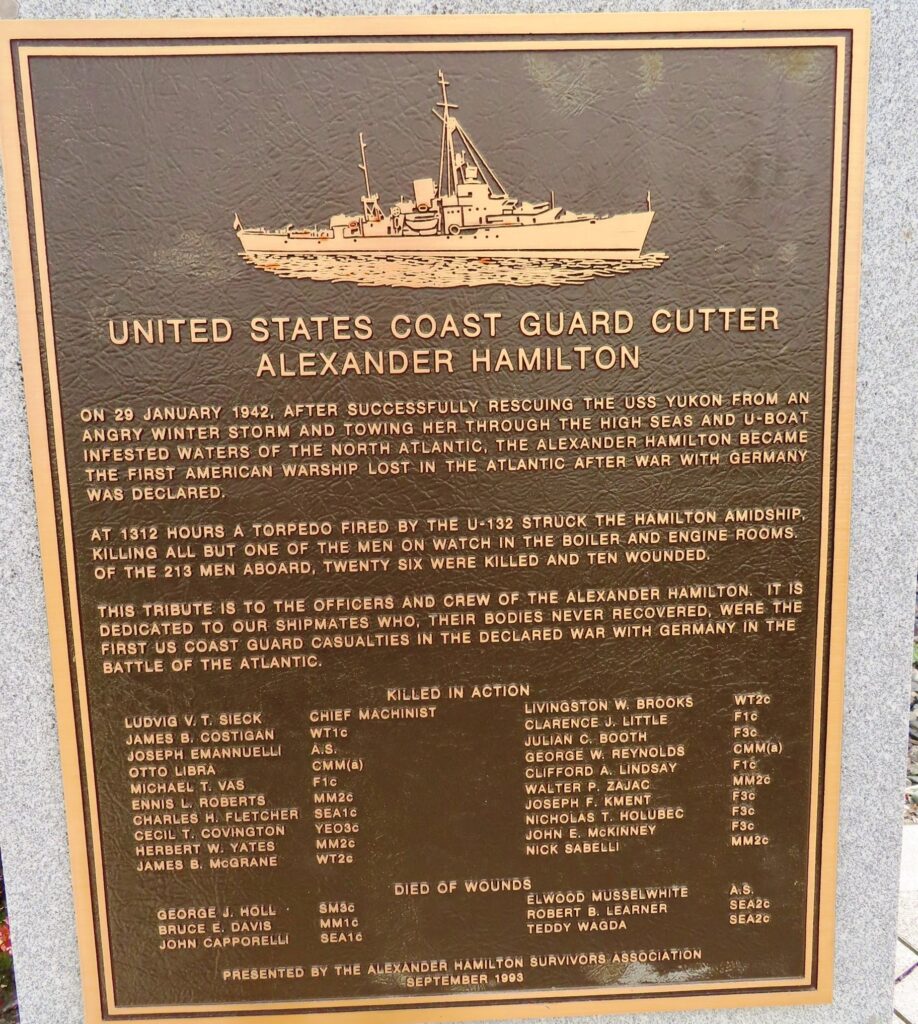 UNITED STATES COAST GUARD CUTTER
ALEXANDER HAMILTON
ON 29 JANUARY 1942, AFTER SUCCESSFULLY RESCUING THE USS YUKON FROM AN
ANGRY WINTER STORM AND TOWING HER THROUGH THE HIGH SEAS AND U-BOAT
INFESTED WATERS OF THE NORTH ATLANTIC, THE ALEXANDER HAMILTON BECAME
THE FIRST AMERICAN WARSHIP LOST IN THE ATLANTIC AFTER WAR WITH GERMANY
WAS DECLARED.
AT 1312 HOURS A TORPEDO FIRED BY THE U-132 STRUCK THE HAMILTON AMIDSHIP,
KILLING ALL BUT ONE OF THE MEN ON WATCH IN THE BOILER AND ENGINE ROOMS.
OF THE 213 MEN ABOARD, TWENTY SIX WERE KILLED AND TEN WOUNDED.
THIS TRIBUTE IS TO THE OFFICERS AND CREW OF THE ALEXANDER HAMILTON. IT IS
DEDICATED TO OUR SHIPMATES WHO, THEIR BODIES NEVER RECOVERED, WERE THE
FIRST US COAST GUARD CASUALTIES IN THE DECLARED WAR WITH GERMANY IN THE
BATTLE OF THE ATLANTIC.
KILLED IN ACTION
LUDVIG V. T. SIECK CHIEF MACHINIST LIVINGSTON W. BROOKS WT2c
JAMES B. COSTIGAN WT1c CLARENCE J. LITTLE F1c
JOSEPH EMANNUELLI A.S. JULIAN C. BOOTH F3c
OTTO LIBRA CMM(a) GEORGE W. REYNOLDS CMM(a)
MICHAEL T. VAS F1c CLIFFORD A. LINDSAY F1c
ENNIS L. ROBERTS MM2c WALTER P. ZAJAC MM2c
CHARLES H. FLETCHER SEA1c JOSEPH F. KMENT F3c
CECIL T. COVINGTON YEO3c NICHOLAS T. HOLUBEC F3c
HERBERT W. YATES MM2c JOHN E. McKINNEY F3c
JAMES B. McGRANE WT2c NICK SABELLI MM2c
DIED OF WOUNDS
GEORGE J. HOLL SM3c ELWOOD MUSSELWHITE A.S.
BRUCE E. DAVIS MM1c ROBERT B. LEARNER SEA2c
JOHN CAPPORELLI SEA1c TEDDY WAGDA SEA2c
PRESENTED BY THE ALEXANDER HAMILTON SURVIVORS ASSOCIATION
SEPTEMBER 1993